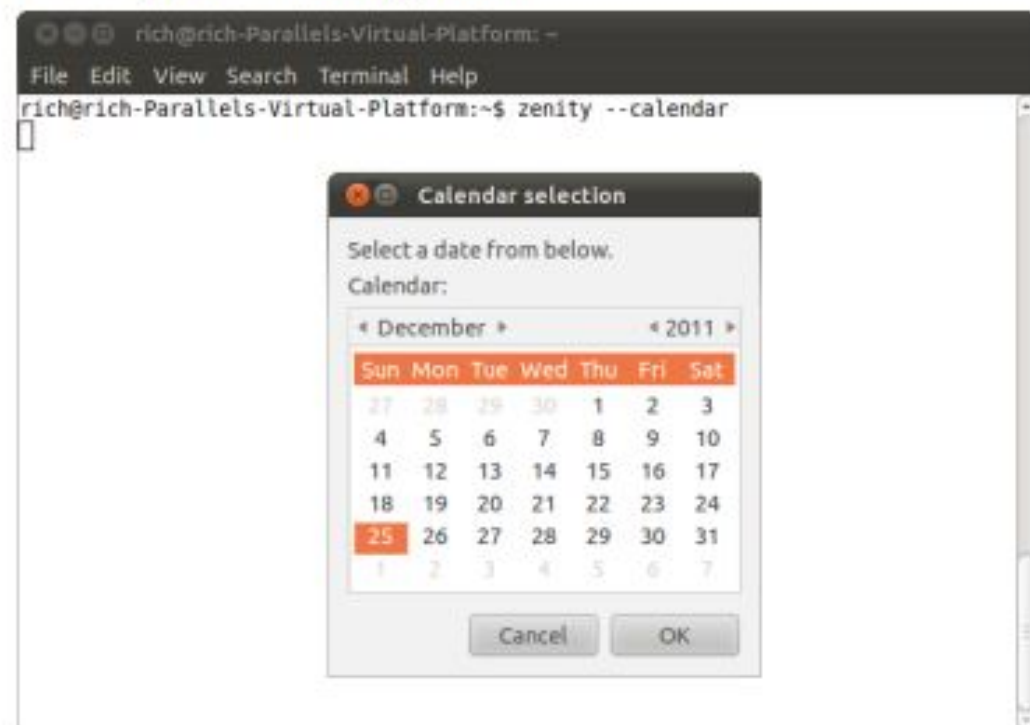 rich@rich-Parallels-Virtual-Platform: ~
File Edit View Search Terminal Help
rich@rich-Parallels-Virtual-Platform:~$ zenity --calendar
Calendar selection
Select a date from below.
Calendar:
December 2011
Sun Mon Tue Wed Thu Fri Sat
27 28 29 30 1 2 3
4 5 6 7 8 9 10
11 12 13 14 15 16 17
18 19 20 21 22 23 24
25 26 27 28 29 30 31
1 2 3 4 5 6 7
Cancel OK